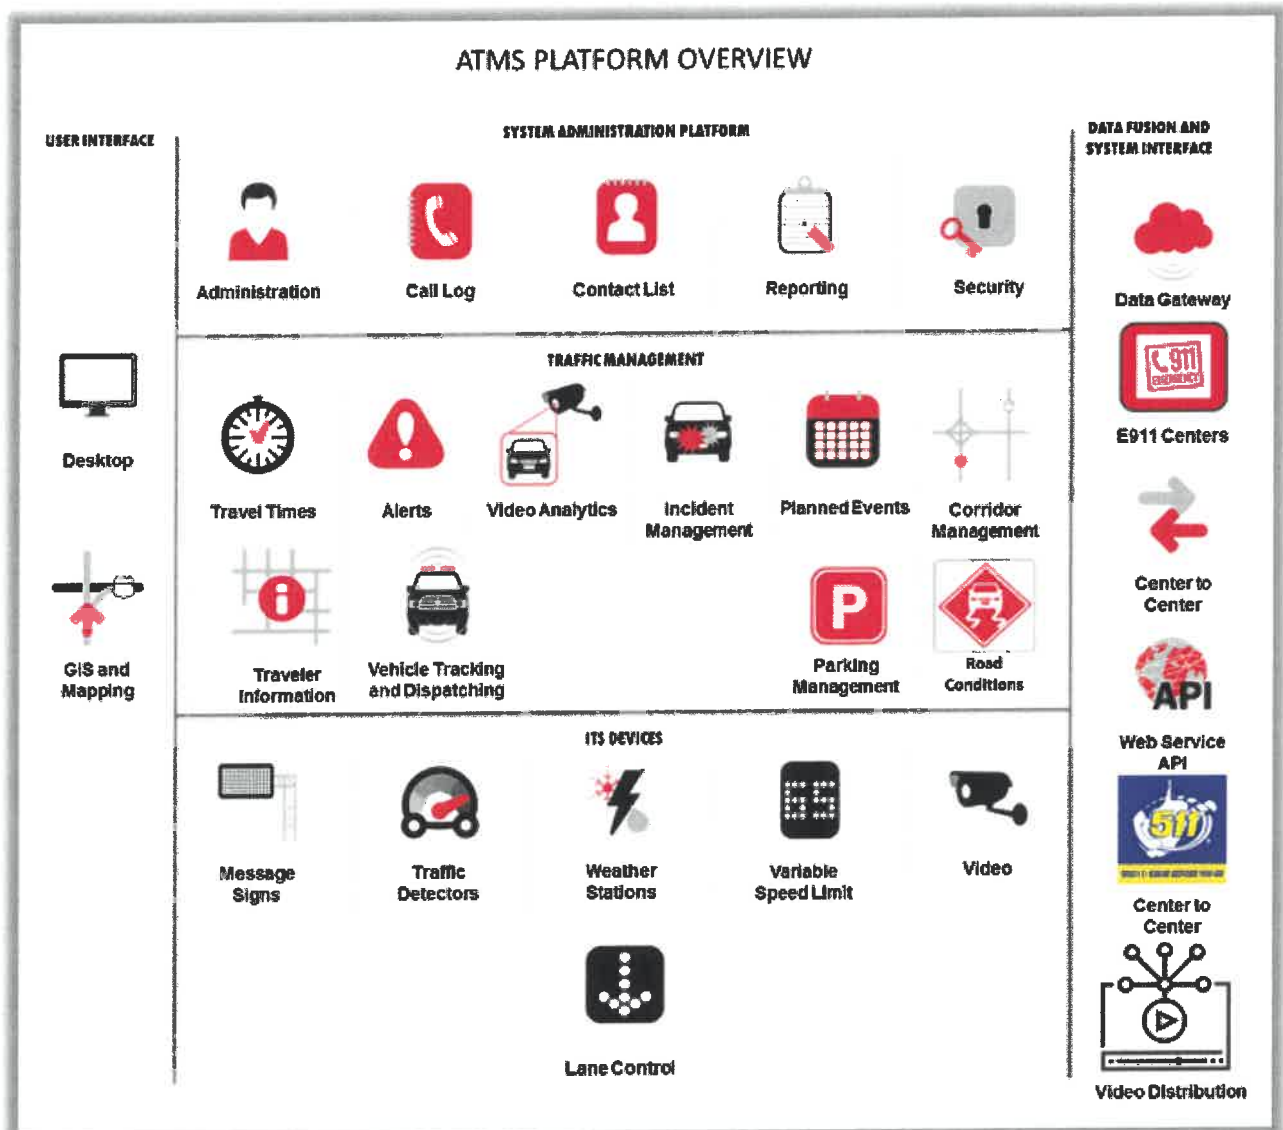 ATMS PLATFORM OVERVIEW
USER INTERFACE
SYSTEM ADMINISTRATION PLATFORM
DATA FUSION AND
SYSTEM INTERFACE
Administration
Call Log
Contact List
Reporting
Security
Data Gateway
TRAFFIC MANAGEMENT
911
EMERGENCY
Desktop
E911 Centers
Travel Times
Alerts
Video Analytics
Incident
Management
Planned Events
Corridor
Management
Center to
Center
P
GIS and
Mapping
Traveler
Information
Vehicle Tracking
and Dispatching
Parking
Management
Road
Conditions
API
Web Service
API
ITS DEVICES
65
511
Message
Signs
Traffic
Detectors
Weather
Stations
Variable
Speed Limit
Video
Center to
Center
Lane Control
Video Distribution